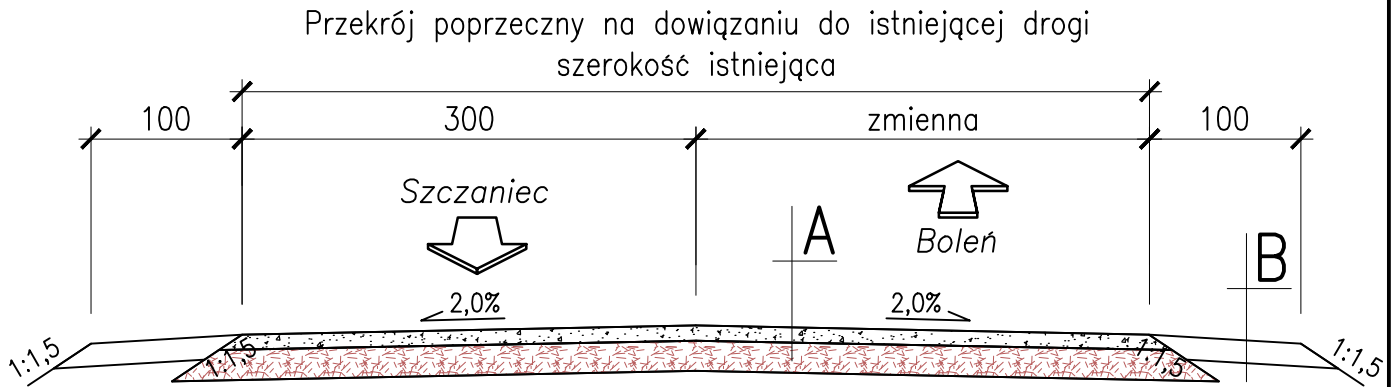 Przekrój poprzeczny na dowiązaniu do istniejącej drogi
szerokość istniejąca
100 300 zmienna 100
Szczaniec
Boleń
A
B
2,0% 2,0%
1:1,5 1:1,5 1:1,5 1:1,5